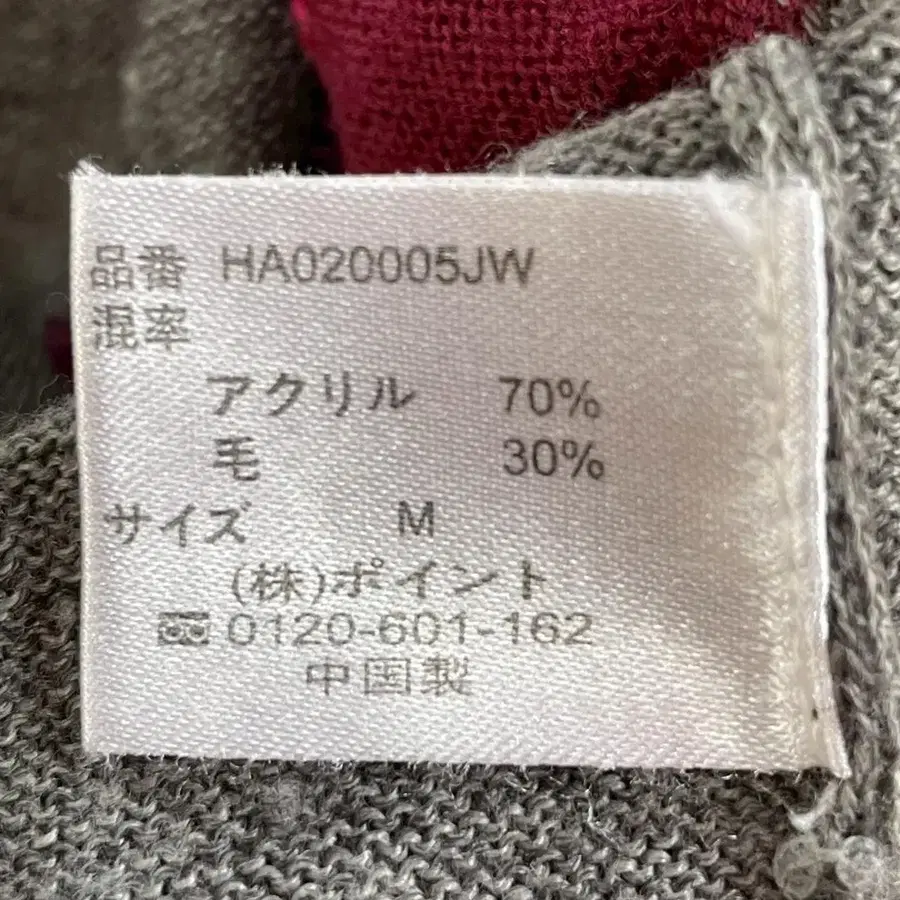 品番 HA020005JW
混率
アクリル 70%
毛 30%
サイズ M
(株)ポイント
0120-601-162
中国製